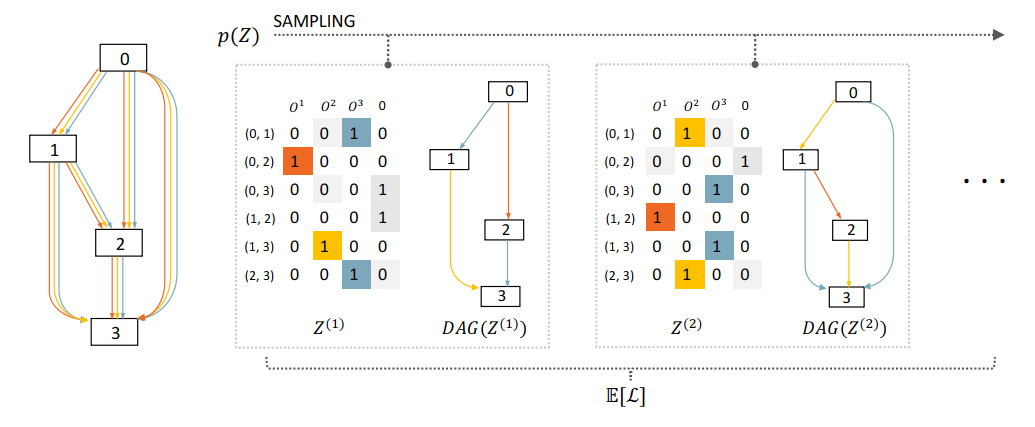 SAMPLING
p(Z)
0
1
2
3
O¹ O² O³ 0
(0, 1) 0 0 1 0
(0, 2) 1 0 0 0
(0, 3) 0 0 0 1
(1, 2) 0 0 0 1
(1, 3) 0 1 0 0
(2, 3) 0 0 1 0
Z⁽¹⁾
0
1
2
3
DAG(Z⁽¹⁾)
O¹ O² O³ 0
(0, 1) 0 1 0 0
(0, 2) 0 0 0 1
(0, 3) 0 0 1 0
(1, 2) 1 0 0 0
(1, 3) 0 0 1 0
(2, 3) 0 1 0 0
Z⁽²⁾
0
1
2
3
DAG(Z⁽²⁾)
. . .
𝔼[ℒ]